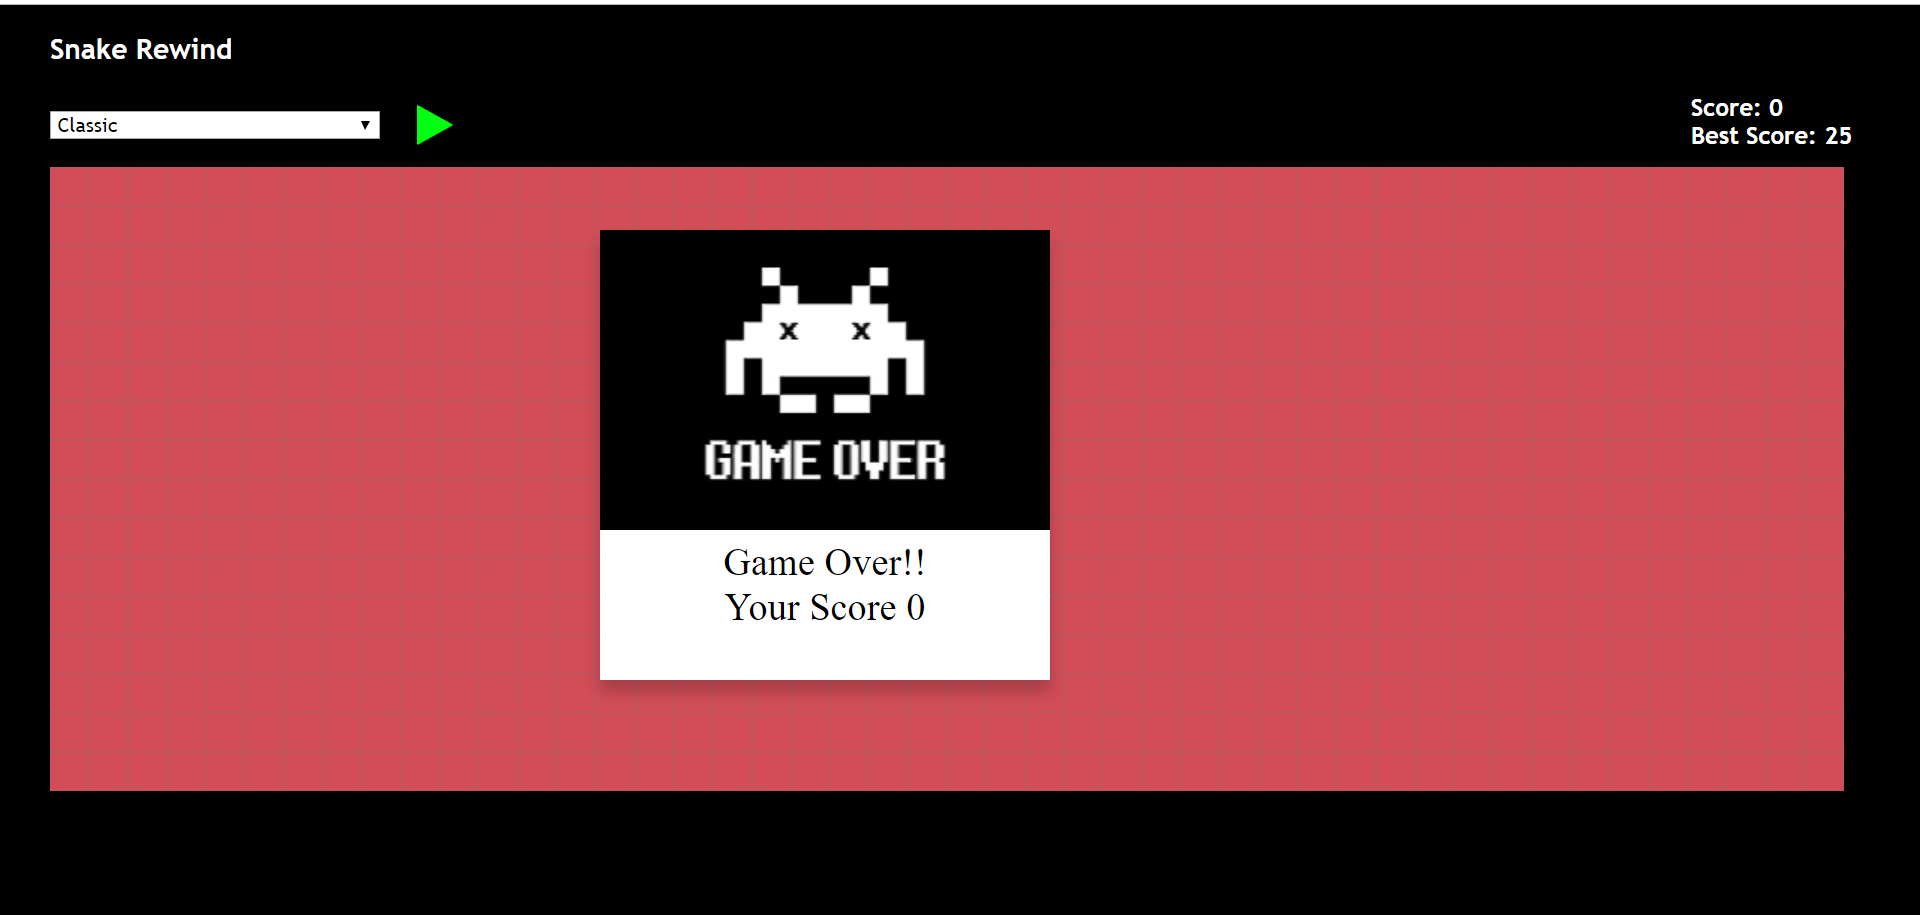 Snake Rewind
Classic
Score: 0
Best Score: 25
GAME OVER
Game Over!!
Your Score 0